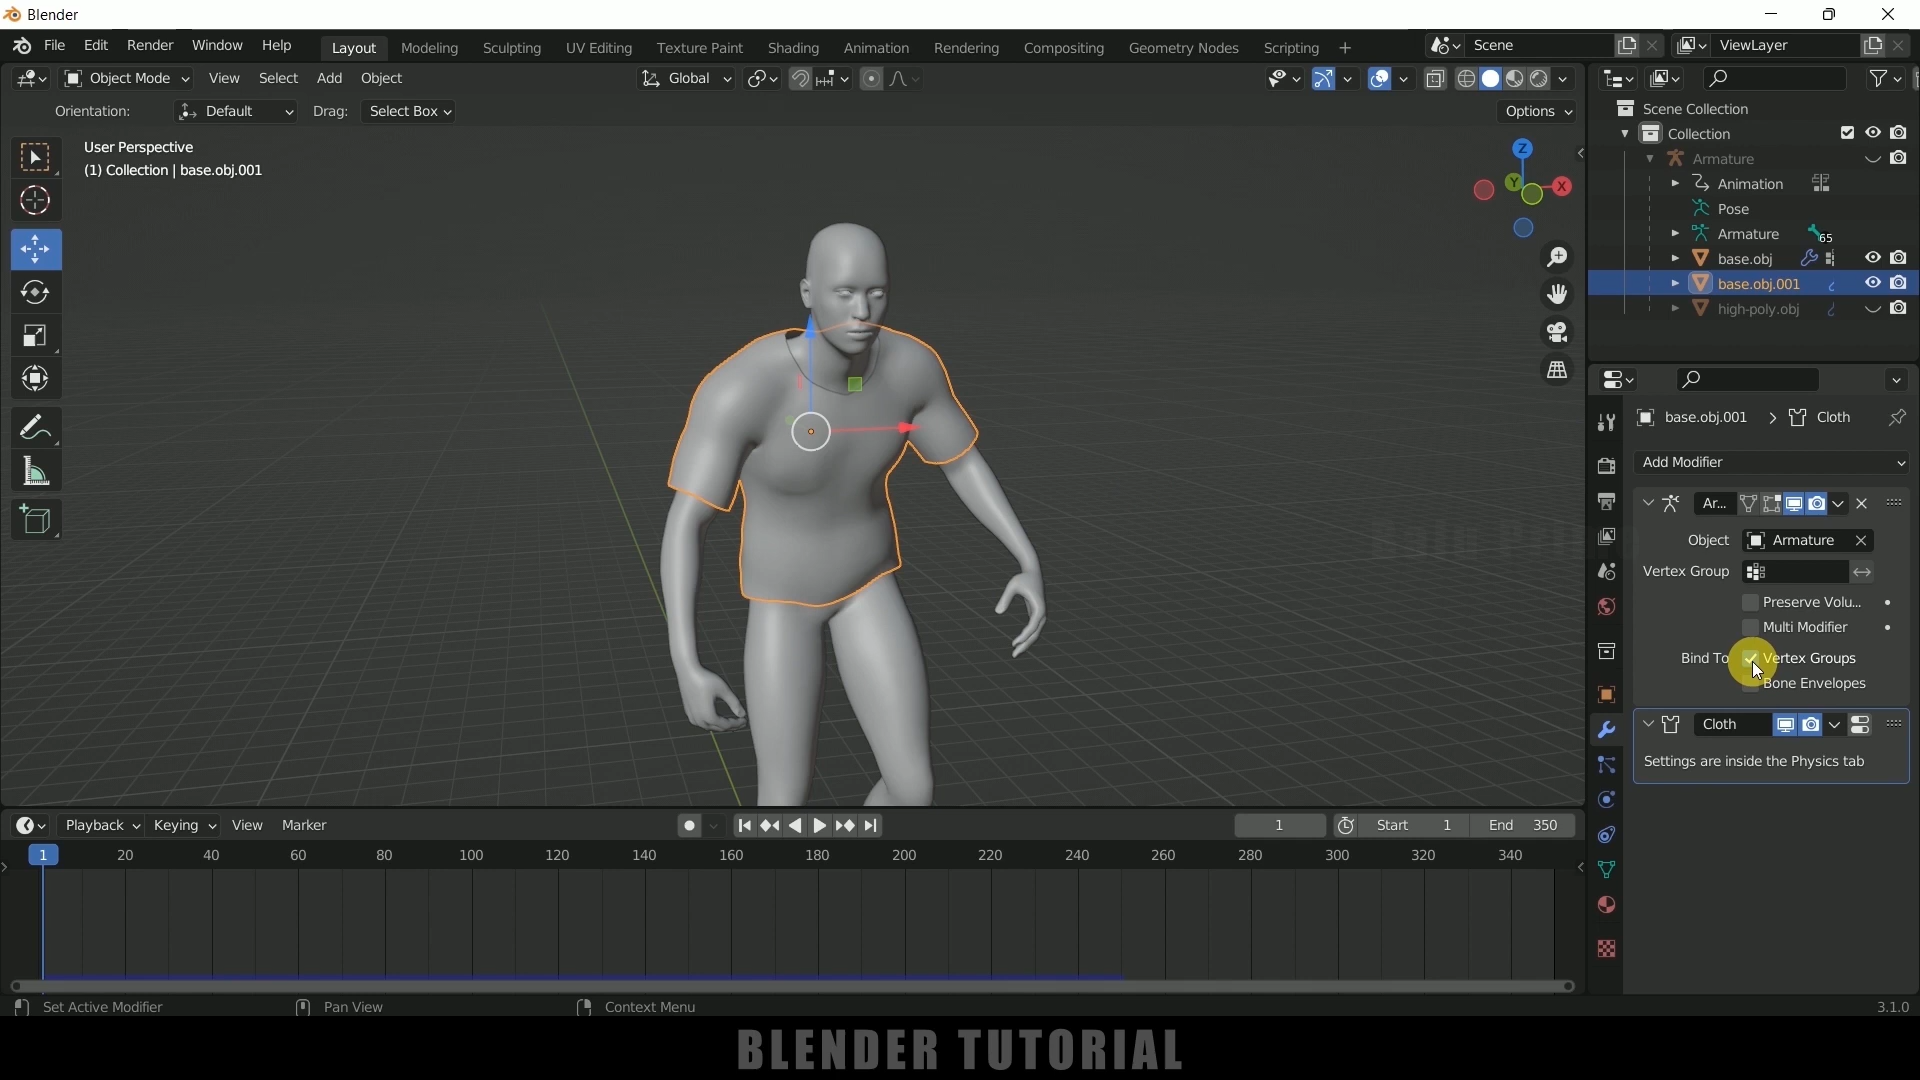 Blender
File Edit Render Window Help Layout Modeling Sculpting UV Editing Texture Paint Shading Animation Rendering Compositing Geometry Nodes Scripting + Scene ViewLayer
Object Mode View Select Add Object Global
Orientation: Default Drag: Select Box Options
User Perspective
(1) Collection | base.obj.001
Z
Y
X
Scene Collection
Collection
Armature
Animation
Pose
Armature 65
base.obj
base.obj.001
high-poly.obj
base.obj.001 > Cloth
Add Modifier
Ar...
Object Armature
Vertex Group
Preserve Volu...
Multi Modifier
Bind To Vertex Groups
Bone Envelopes
Cloth
Settings are inside the Physics tab
Playback Keying View Marker 1 Start 1 End 350
1 20 40 60 80 100 120 140 160 180 200 220 240 260 280 300 320 340
Set Active Modifier Pan View Context Menu 3.1.0
BLENDER TUTORIAL